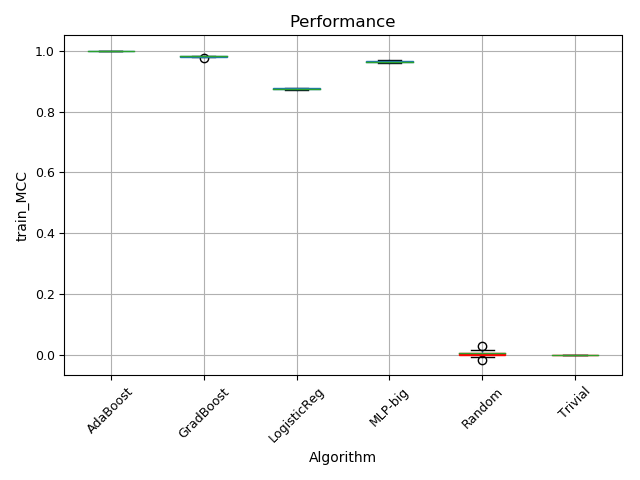 Performance
1.0
0.8
0.6
0.4
0.2
0.0
train_MCC
AdaBoost
GradBoost
LogisticReg
MLP-big
Random
Trivial
Algorithm